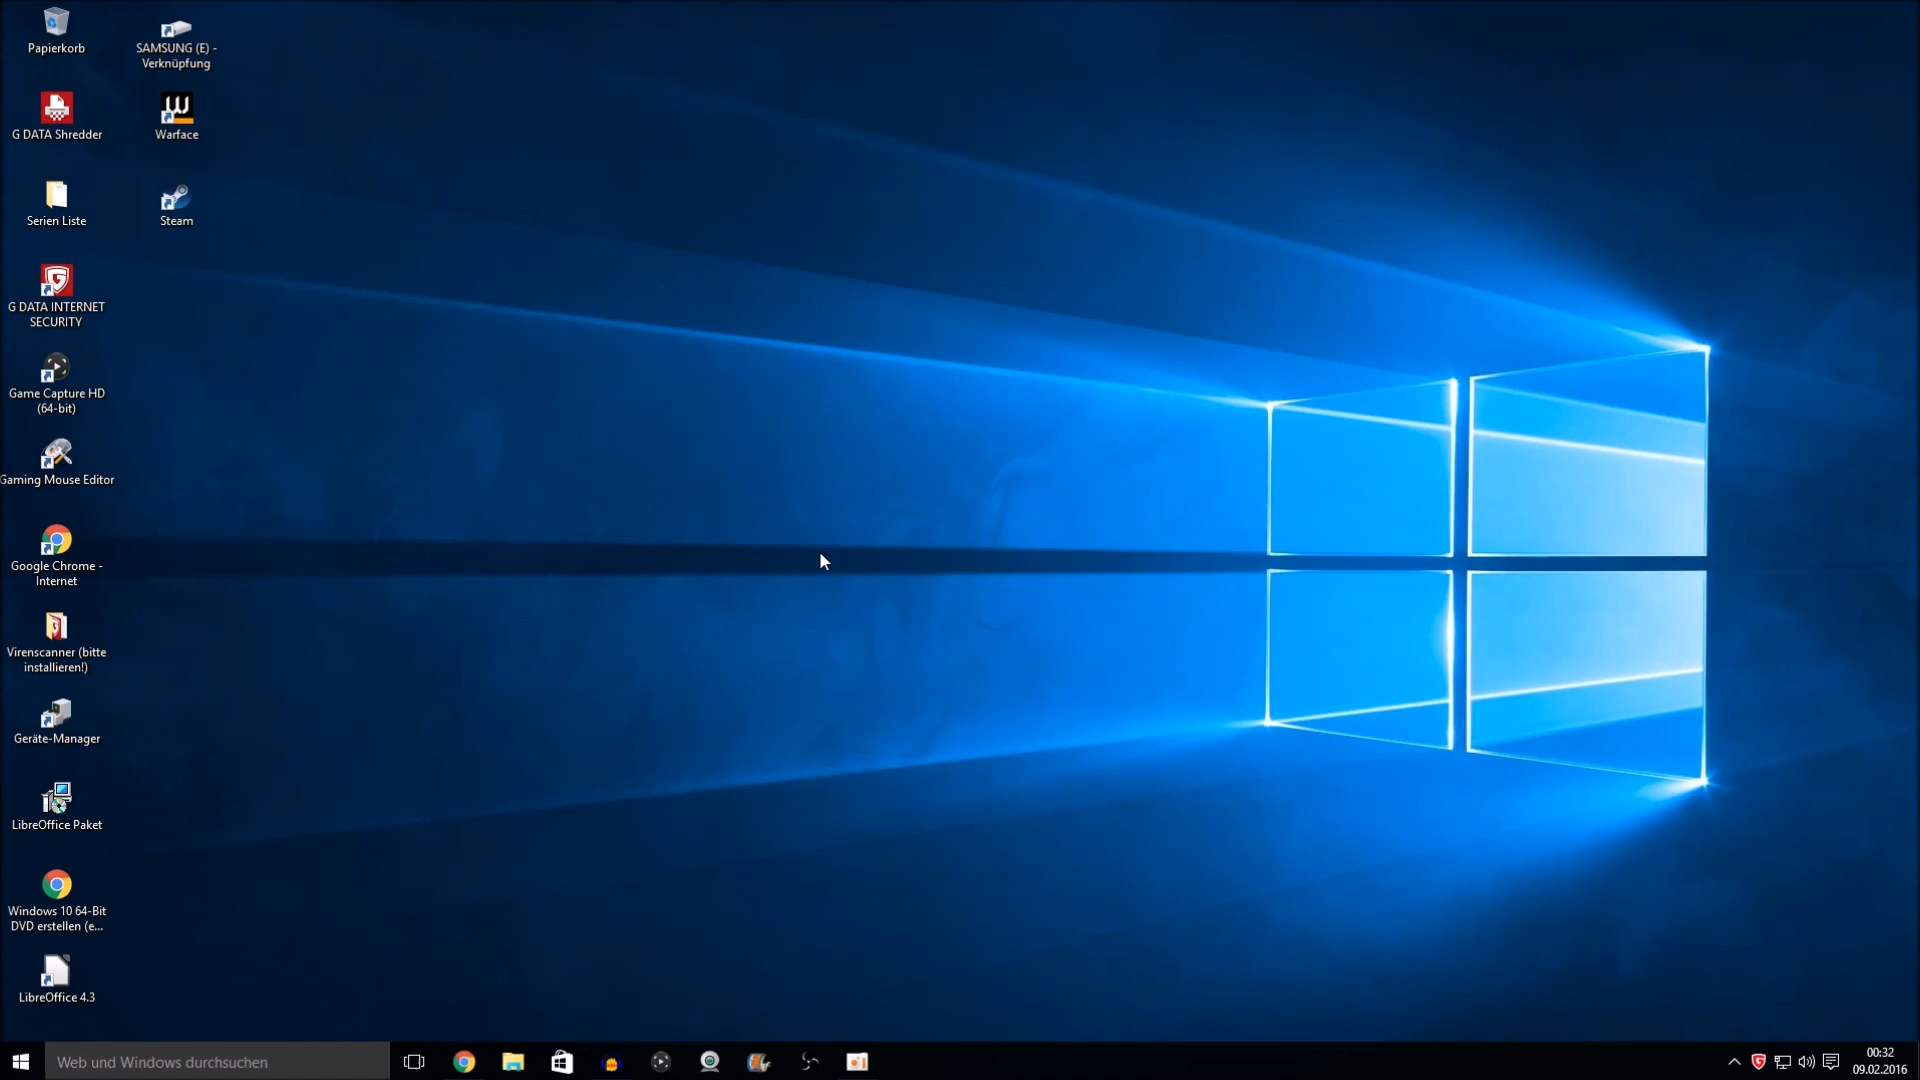 Papierkorb
SAMSUNG (E) -
Verknüpfung
G DATA Shredder
Warface
Serien Liste
Steam
G DATA INTERNET
SECURITY
Game Capture HD
(64-bit)
Gaming Mouse Editor
Google Chrome -
Internet
Virenscanner (bitte
installieren!)
Geräte-Manager
LibreOffice Paket
Windows 10 64-Bit
DVD erstellen (e...
LibreOffice 4.3
Web und Windows durchsuchen
00:32
09.02.2016